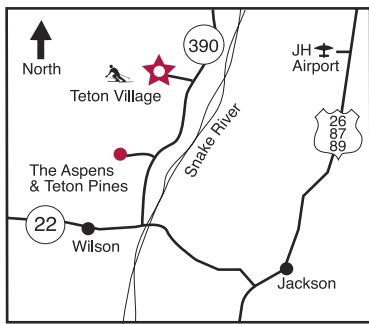 390
JH
Airport
North
Teton Village
26
87
89
Snake River
The Aspens
& Teton Pines
22
Wilson
Jackson